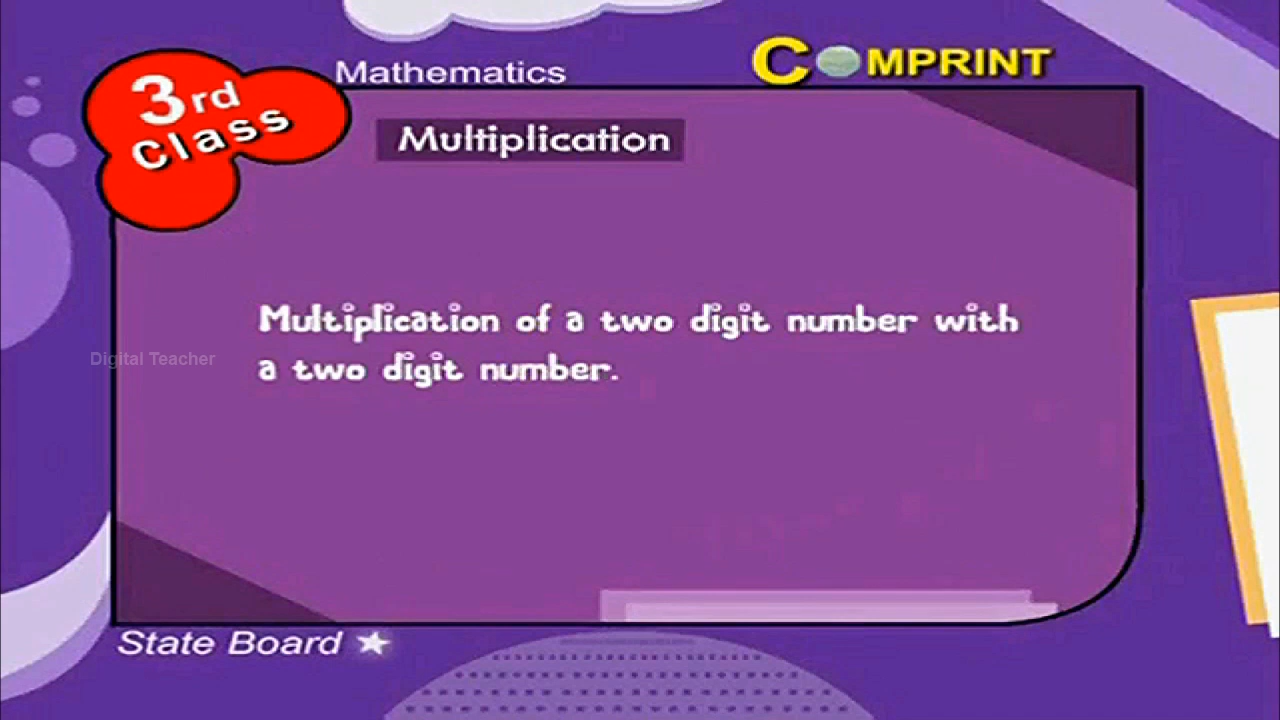 3rd
Class
Mathematics
COMPRINT
Multiplication
Multiplication of a two digit number with
a two digit number.
Digital Teacher
State Board